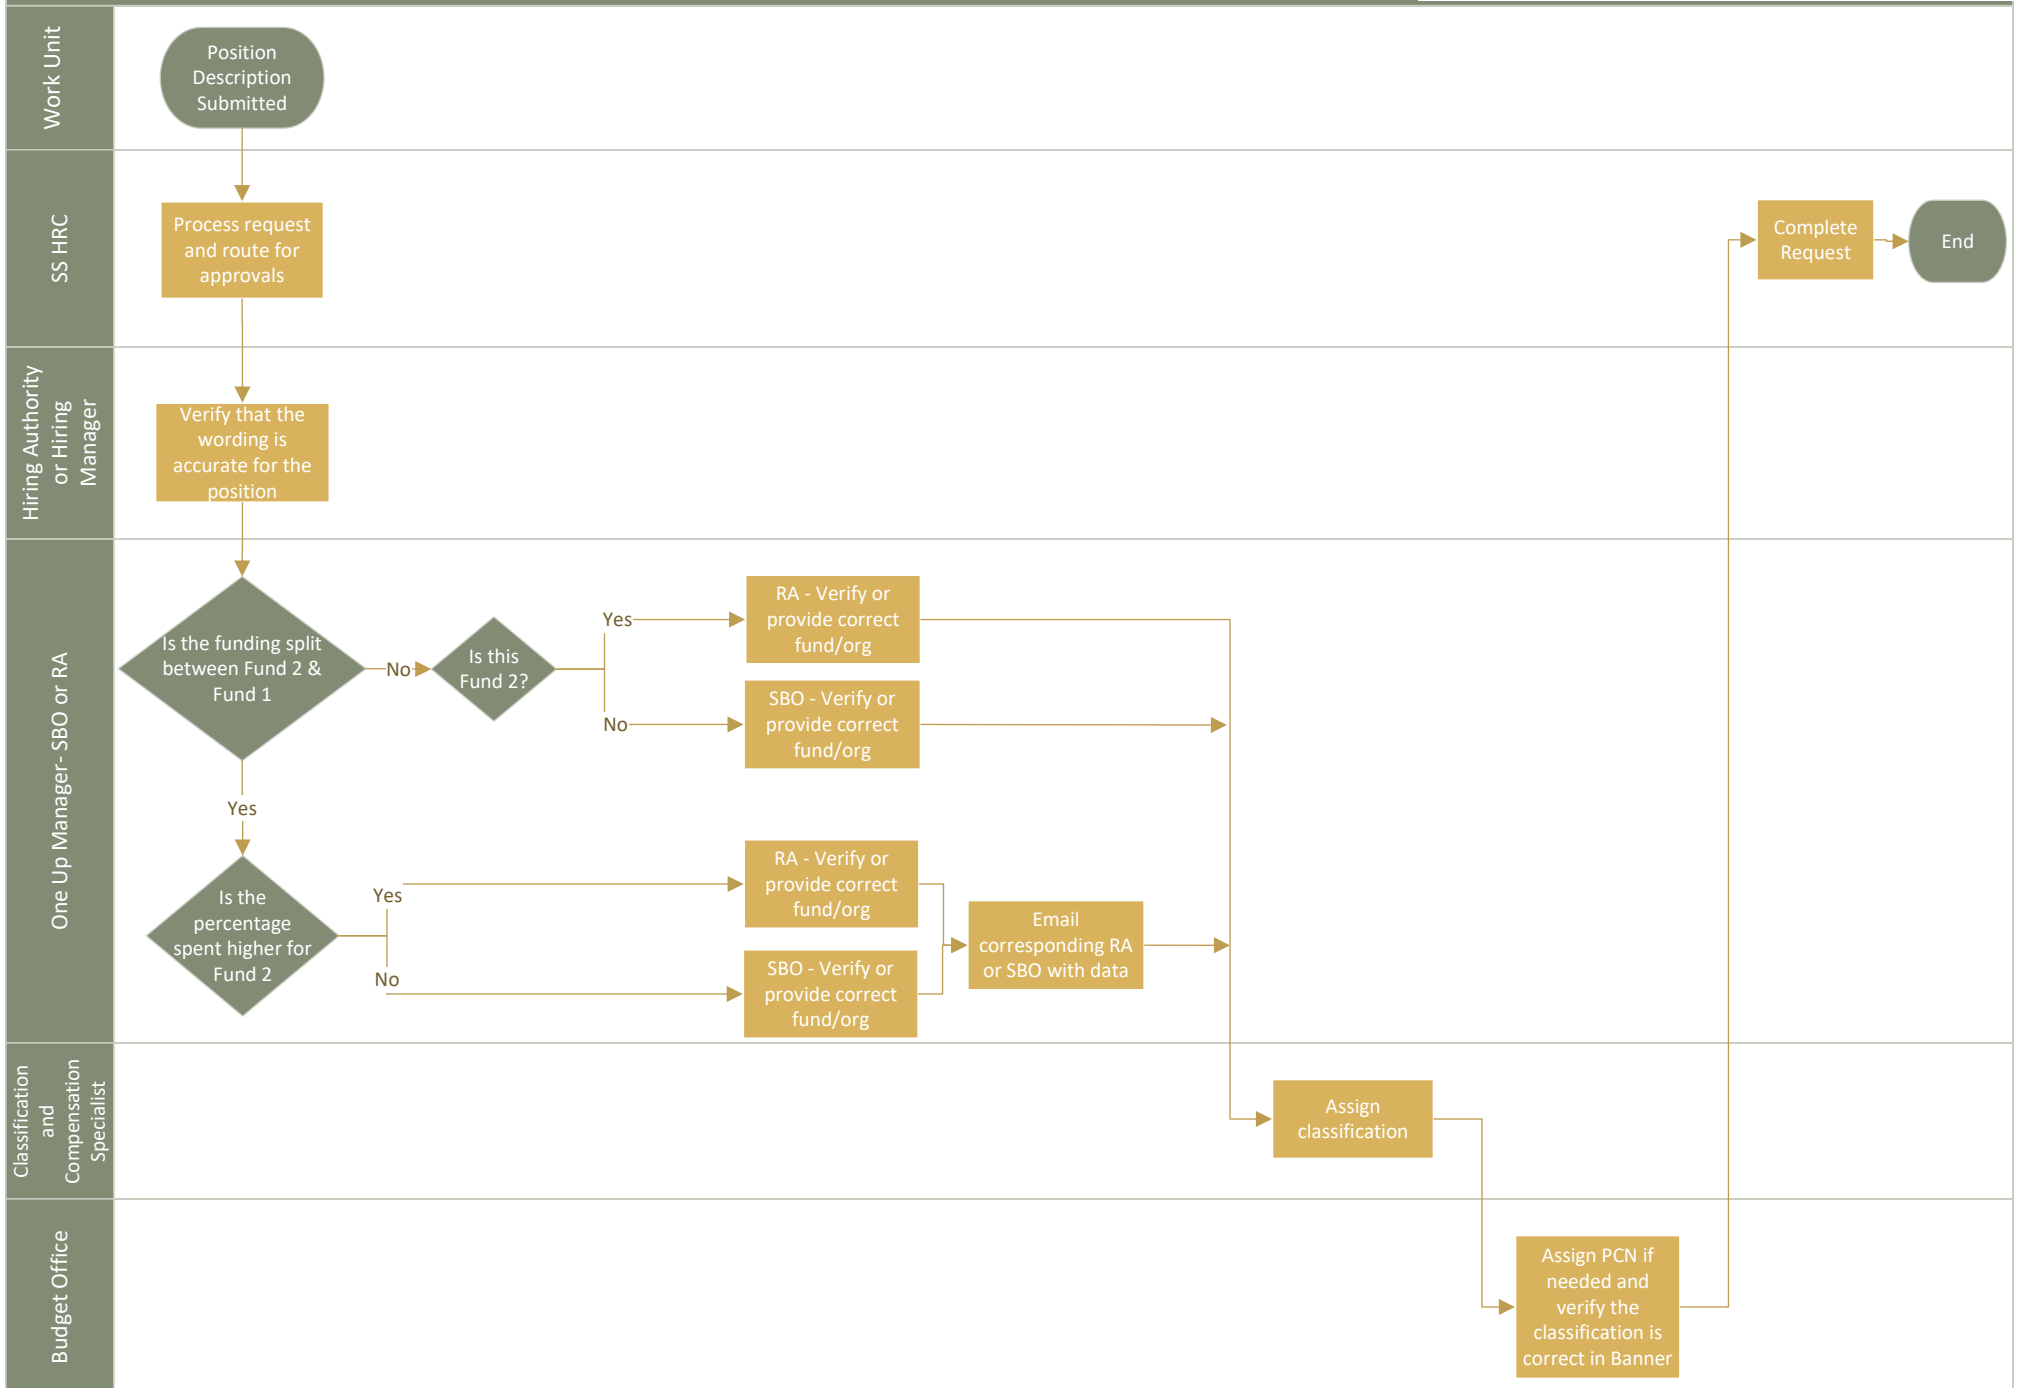 Work Unit
Position
Description
Submitted
SS HRC
Process request
and route for
approvals
Complete
Request
End
Hiring Authority
or Hiring
Manager
Verify that the
wording is
accurate for the
position
One Up Manager- SBO or RA
Is the funding split
between Fund 2 &
Fund 1
No
Is this
Fund 2?
Yes
RA - Verify or
provide correct
fund/org
No
SBO - Verify or
provide correct
fund/org
Yes
Is the
percentage
spent higher for
Fund 2
Yes
RA - Verify or
provide correct
fund/org
No
SBO - Verify or
provide correct
fund/org
Email
corresponding RA
or SBO with data
Classification
and
Compensation
Specialist
Assign
classification
Budget Office
Assign PCN if
needed and
verify the
classification is
correct in Banner